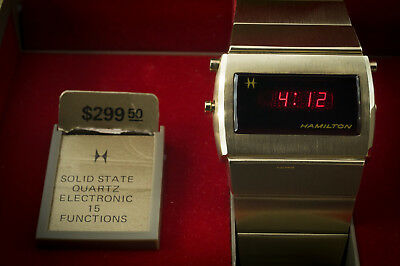 $299 50
SOLID STATE
QUARTZ
ELECTRONIC
15
FUNCTIONS
4:12
HAMILTON